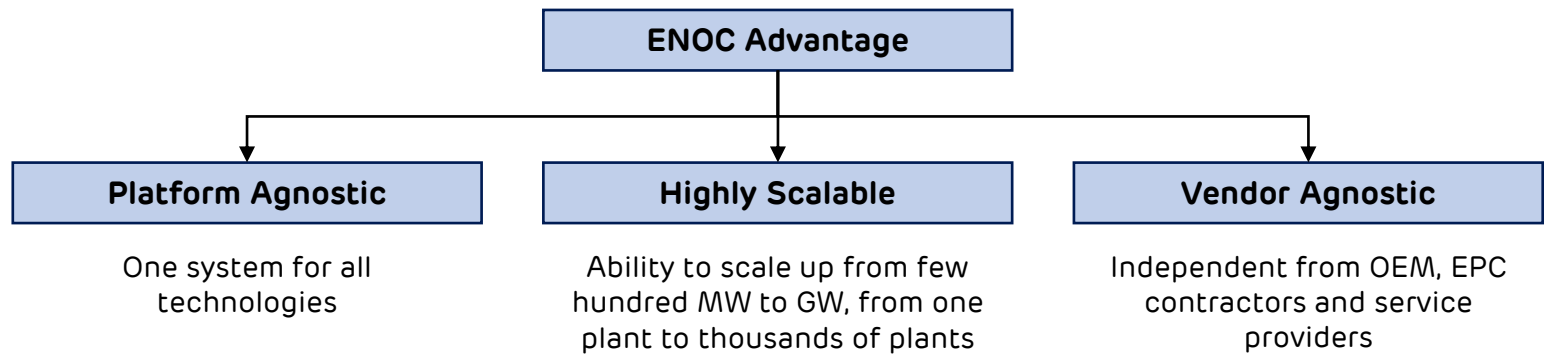 ENOC Advantage
Platform Agnostic
One system for all
technologies
Highly Scalable
Ability to scale up from few
hundred MW to GW, from one
plant to thousands of plants
Vendor Agnostic
Independent from OEM, EPC
contractors and service
providers